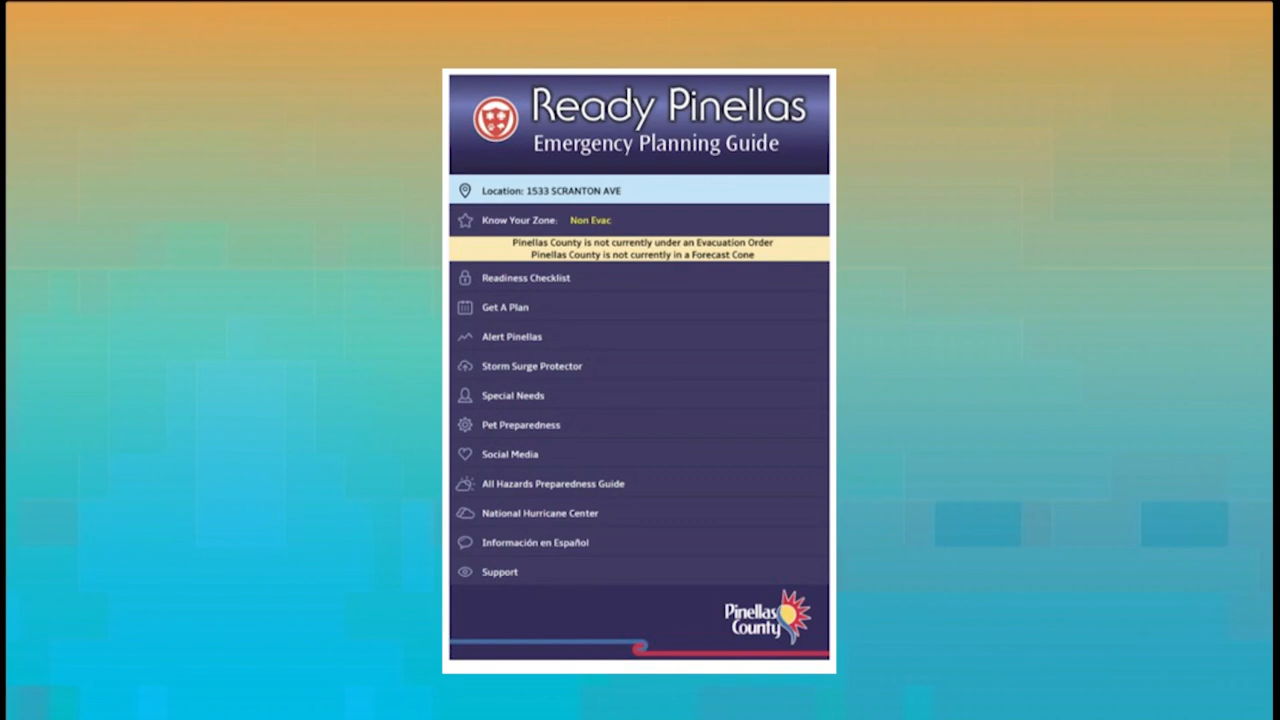 Ready Pinellas
Emergency Planning Guide
Location: 1533 SCRANTON AVE
Know Your Zone: Non Evac
Pinellas County is not currently under an Evacuation Order
Pinellas County is not currently in a Forecast Cone
Readiness Checklist
Get A Plan
Alert Pinellas
Storm Surge Protector
Special Needs
Pet Preparedness
Social Media
All Hazards Preparedness Guide
National Hurricane Center
Información en Español
Support
Pinellas
County